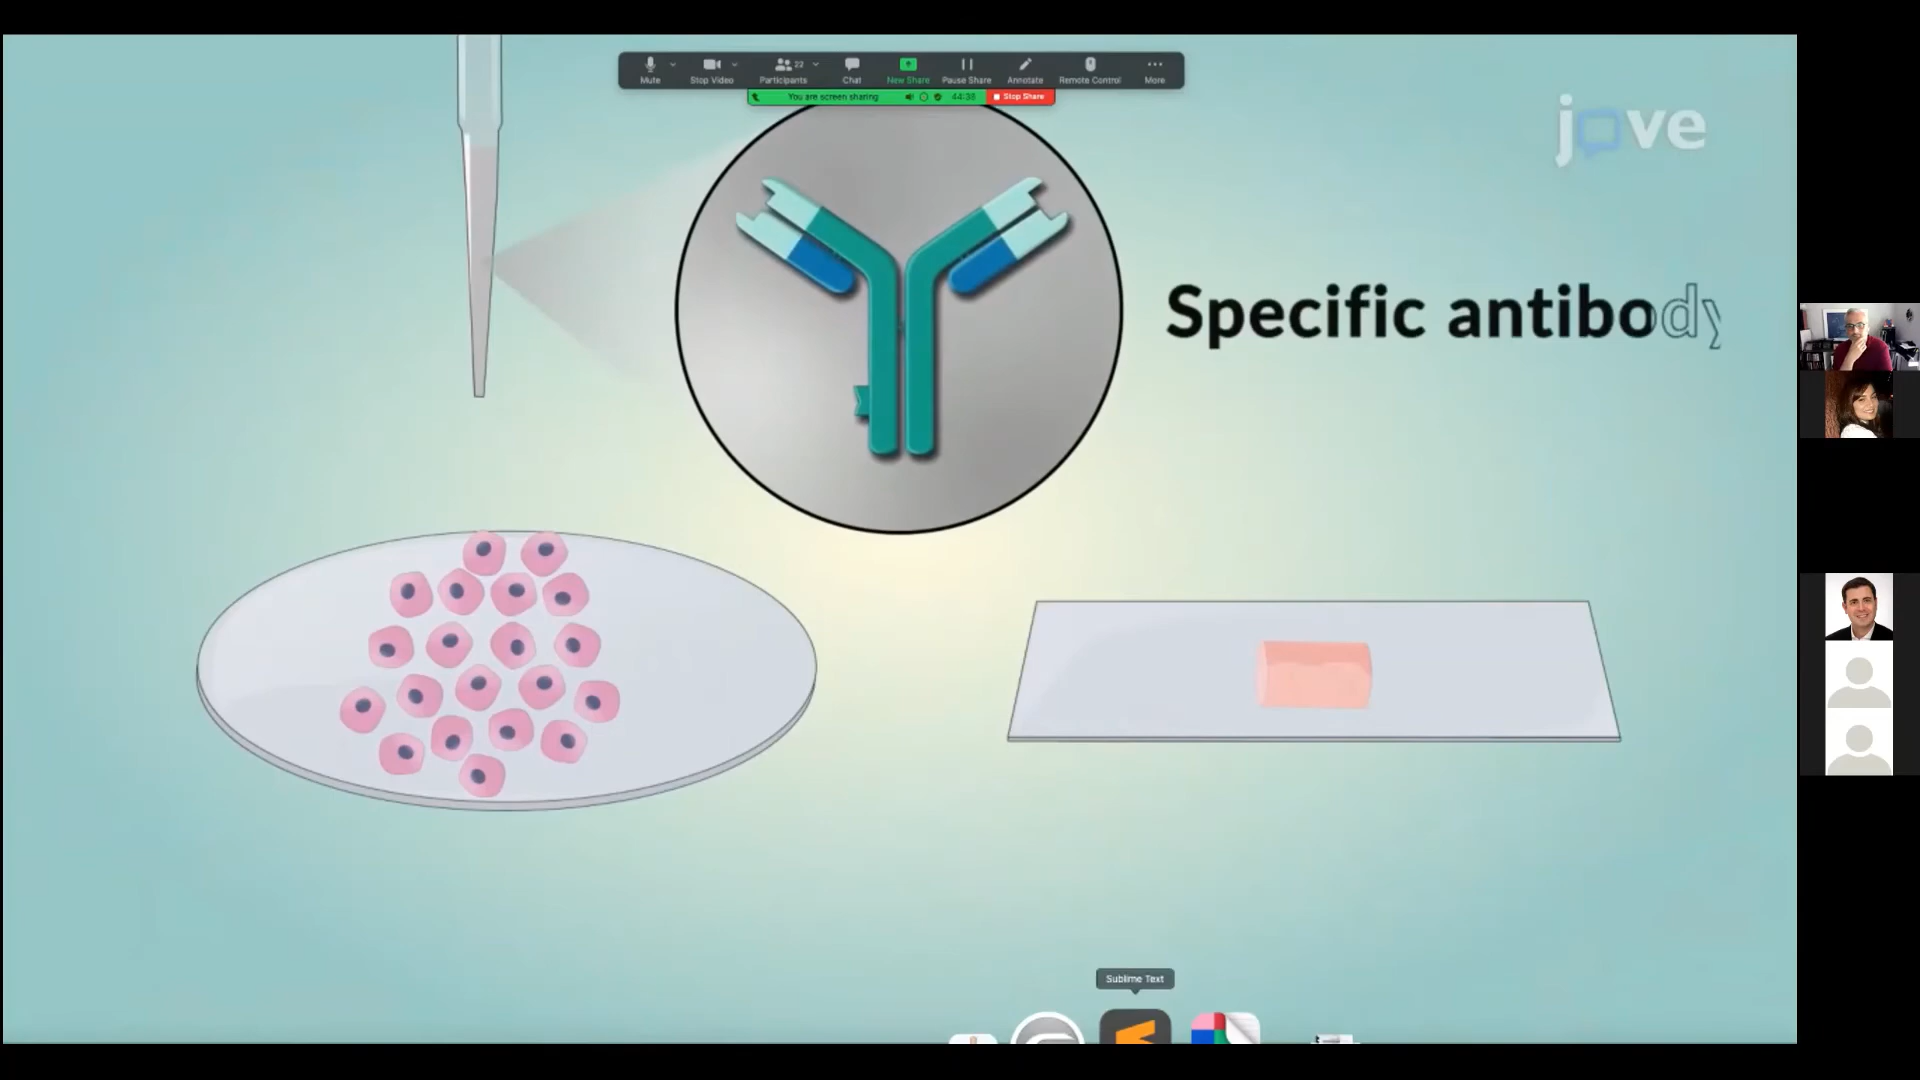 Mute
Stop Video
Participants
22
Chat
New Share
Pause Share
Annotate
Remote Control
More
You are screen sharing
44:38
Stop Share
jove
Specific antibody
Sublime Text